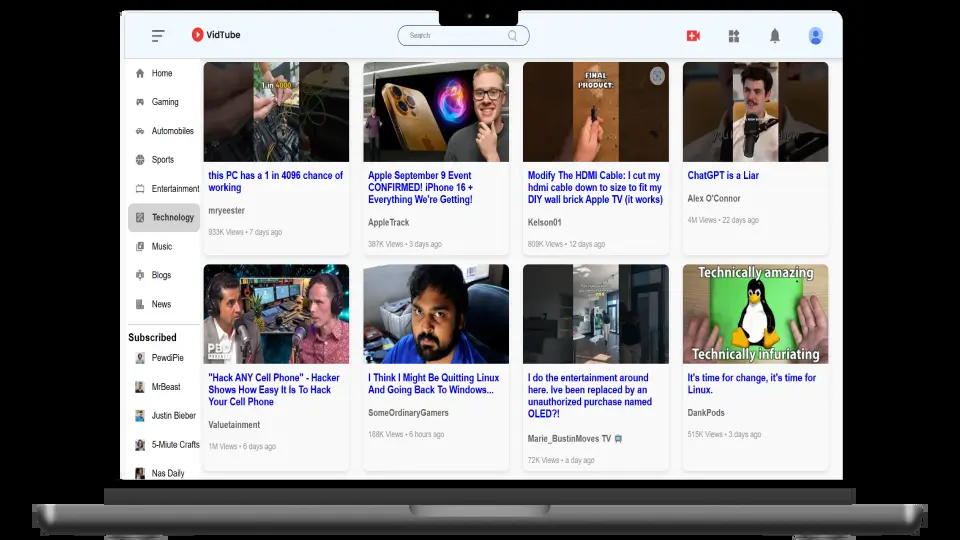 VidTube
Search
Home
Gaming
Automobiles
Sports
Entertainment
Technology
Music
Blogs
News
Subscribed
PewdiPie
MrBeast
Justin Bieber
5-Miute Crafts
Nas Daily
1 in 4000
this PC has a 1 in 4096 chance of
working
mryeester
933K Views • 7 days ago
Apple September 9 Event
CONFIRMED! iPhone 16 +
Everything We're Getting!
AppleTrack
387K Views • 3 days ago
FINAL
PRODUCT:
Modify The HDMI Cable: I cut my
hdmi cable down to size to fit my
DIY wall brick Apple TV (it works)
Kelson01
809K Views • 12 days ago
ChatGPT is a Liar
Alex O'Connor
4M Views • 22 days ago
PBD
PODCAST
"Hack ANY Cell Phone" - Hacker
Shows How Easy It Is To Hack
Your Cell Phone
Valuetainment
1M Views • 6 days ago
I Think I Might Be Quitting Linux
And Going Back To Windows...
SomeOrdinaryGamers
188K Views • 6 hours ago
I do the entertainment around
here. Ive been replaced by an
unauthorized purchase named
OLED?!
Marie_BustinMoves TV 📺
72K Views • a day ago
Technically amazing
Technically infuriating
It's time for change, it's time for
Linux.
DankPods
515K Views • 3 days ago